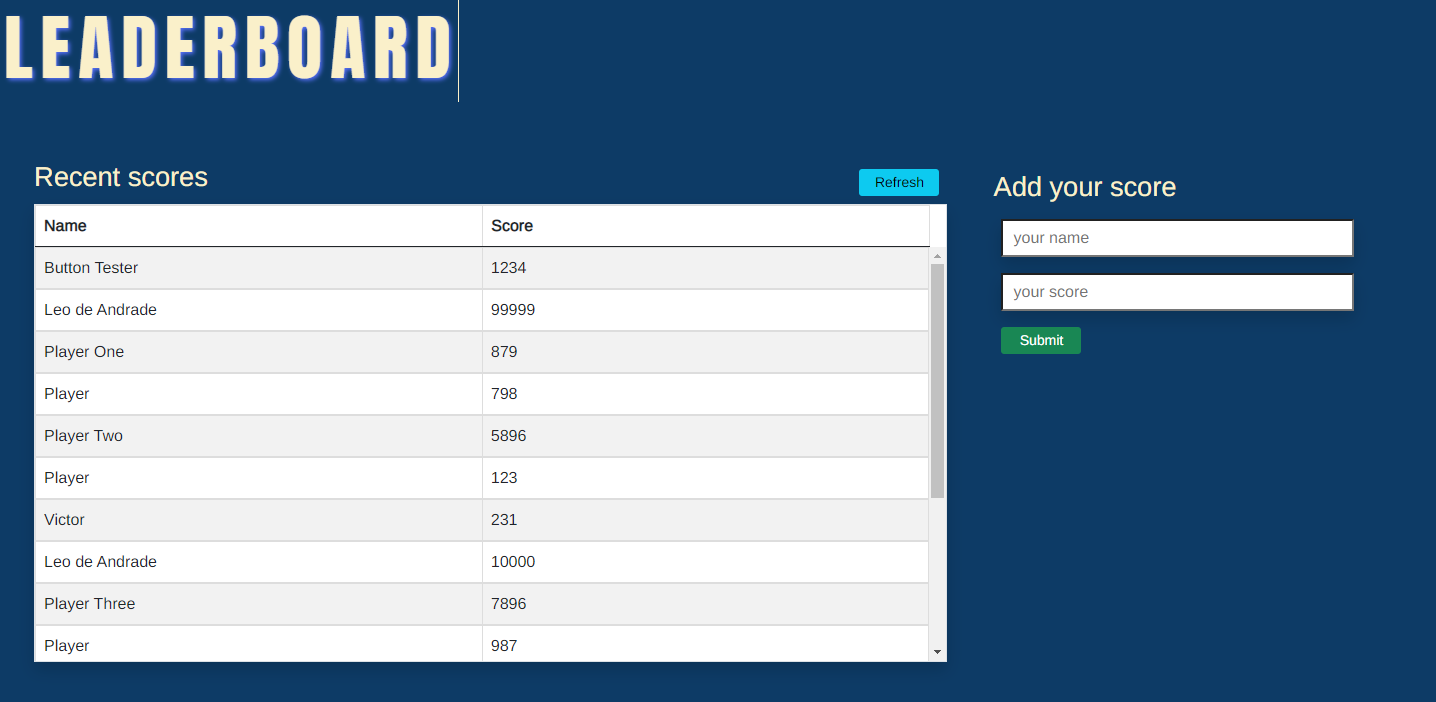 LEADERBOARD
Recent scores
Refresh
Name Score
Button Tester 1234
Leo de Andrade 99999
Player One 879
Player 798
Player Two 5896
Player 123
Victor 231
Leo de Andrade 10000
Player Three 7896
Player 987
Add your score
your name
your score
Submit